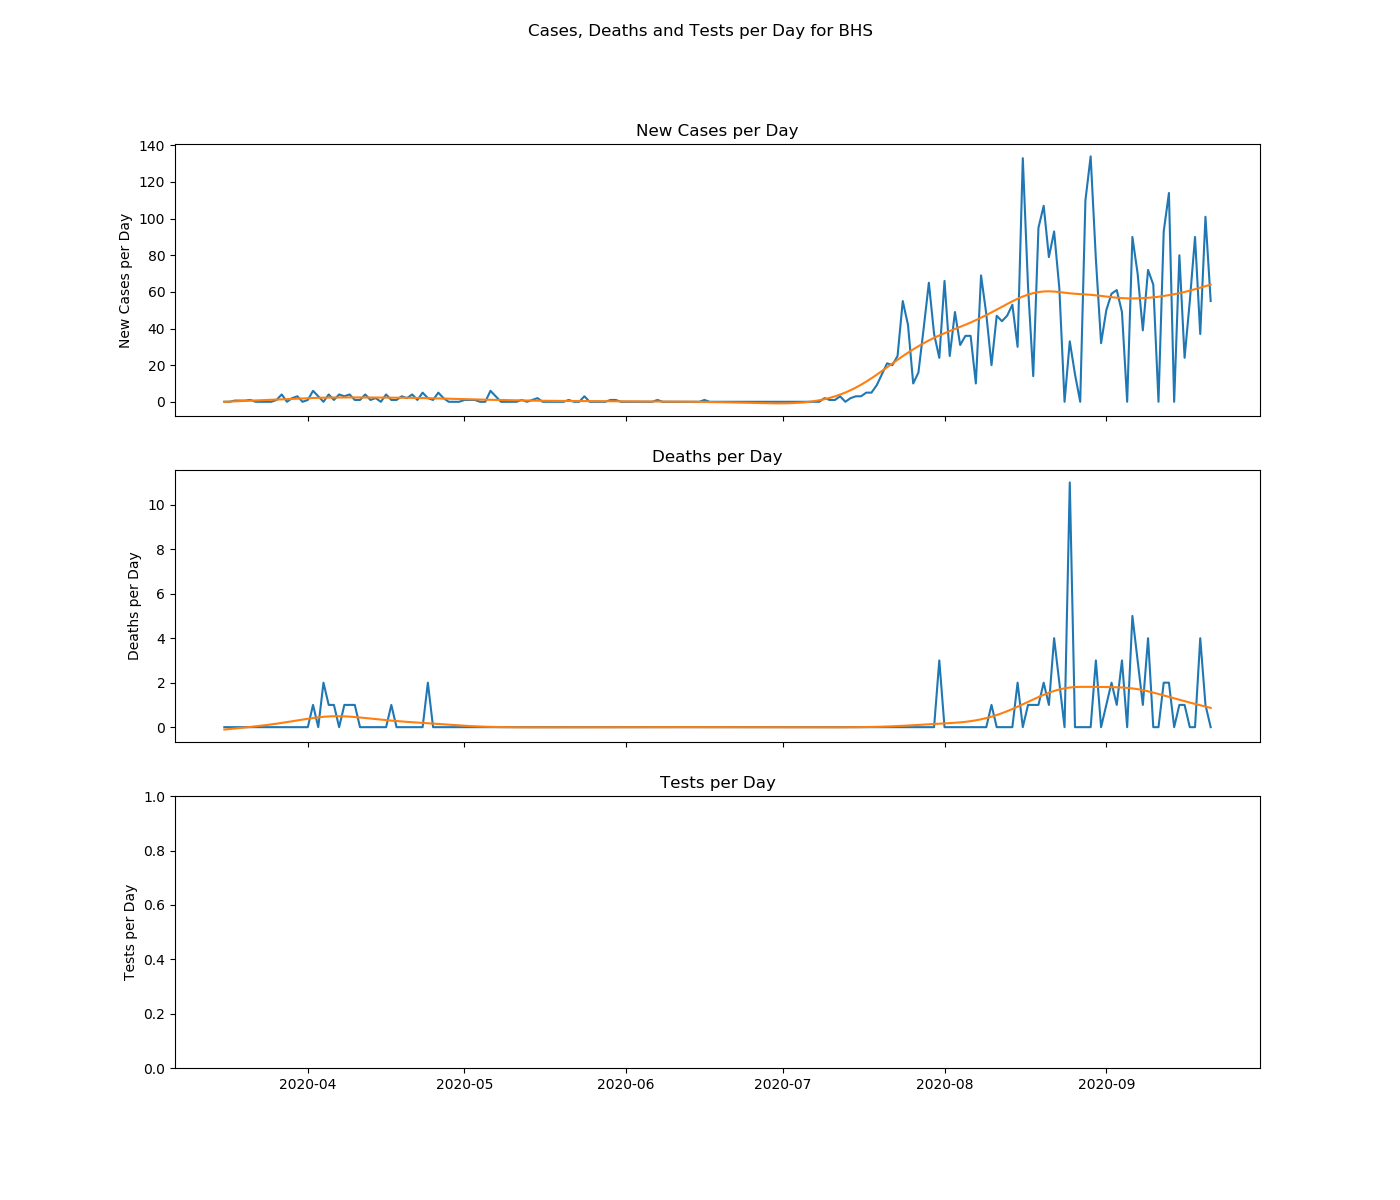 Cases, Deaths and Tests per Day for BHS
New Cases per Day
New Cases per Day
140
120
100
80
60
40
20
0
Deaths per Day
Deaths per Day
10
8
6
4
2
0
Tests per Day
Tests per Day
1.0
0.8
0.6
0.4
0.2
0.0
2020-04 2020-05 2020-06 2020-07 2020-08 2020-09